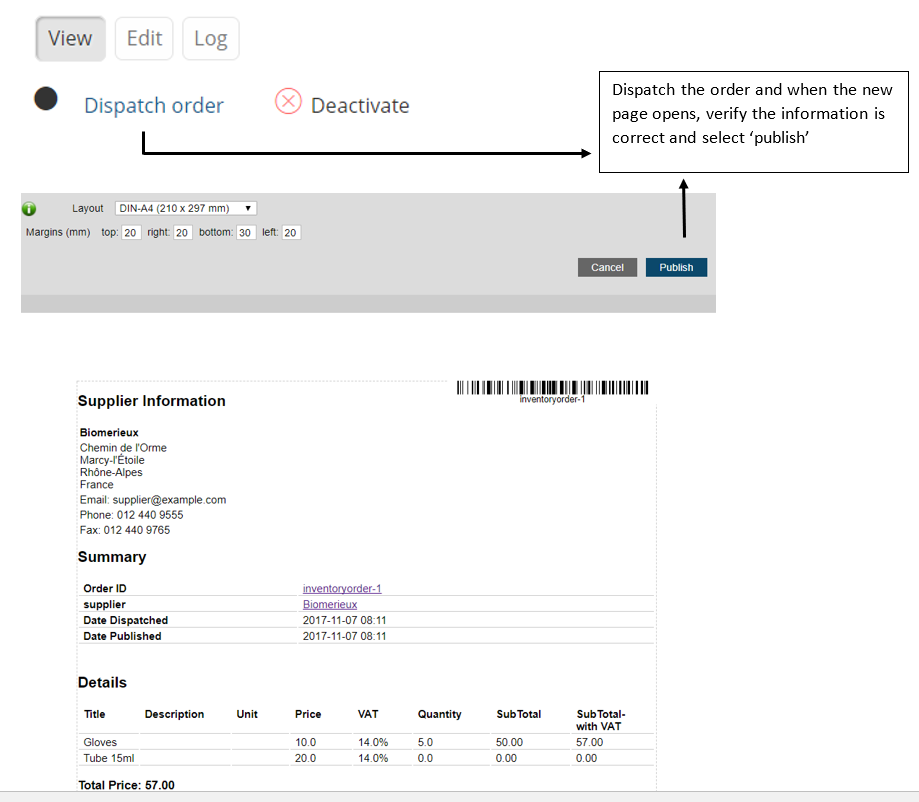 View Edit Log
Dispatch order Deactivate
Dispatch the order and when the new
page opens, verify the information is
correct and select ‘publish’
Layout DIN-A4 (210 x 297 mm)
Margins (mm) top: 20 right: 20 bottom: 30 left: 20
Cancel Publish
inventoryorder-1
Supplier Information
Biomerieux
Chemin de l'Orme
Marcy-l'Étoile
Rhône-Alpes
France
Email: supplier@example.com
Phone: 012 440 9555
Fax: 012 440 9765
Summary
Order ID inventoryorder-1
supplier Biomerieux
Date Dispatched 2017-11-07 08:11
Date Published 2017-11-07 08:11
Details
Title Description Unit Price VAT Quantity SubTotal SubTotal-
with VAT
Gloves 10.0 14.0% 5.0 50.00 57.00
Tube 15ml 20.0 14.0% 0.0 0.00 0.00
Total Price: 57.00